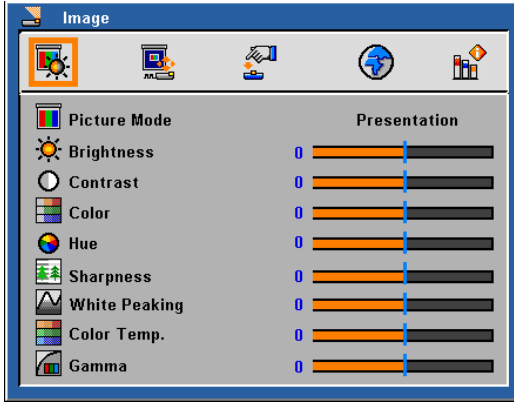 Image
Picture Mode Presentation
Brightness 0
Contrast 0
Color 0
Hue 0
Sharpness 0
White Peaking 0
Color Temp. 0
Gamma 0